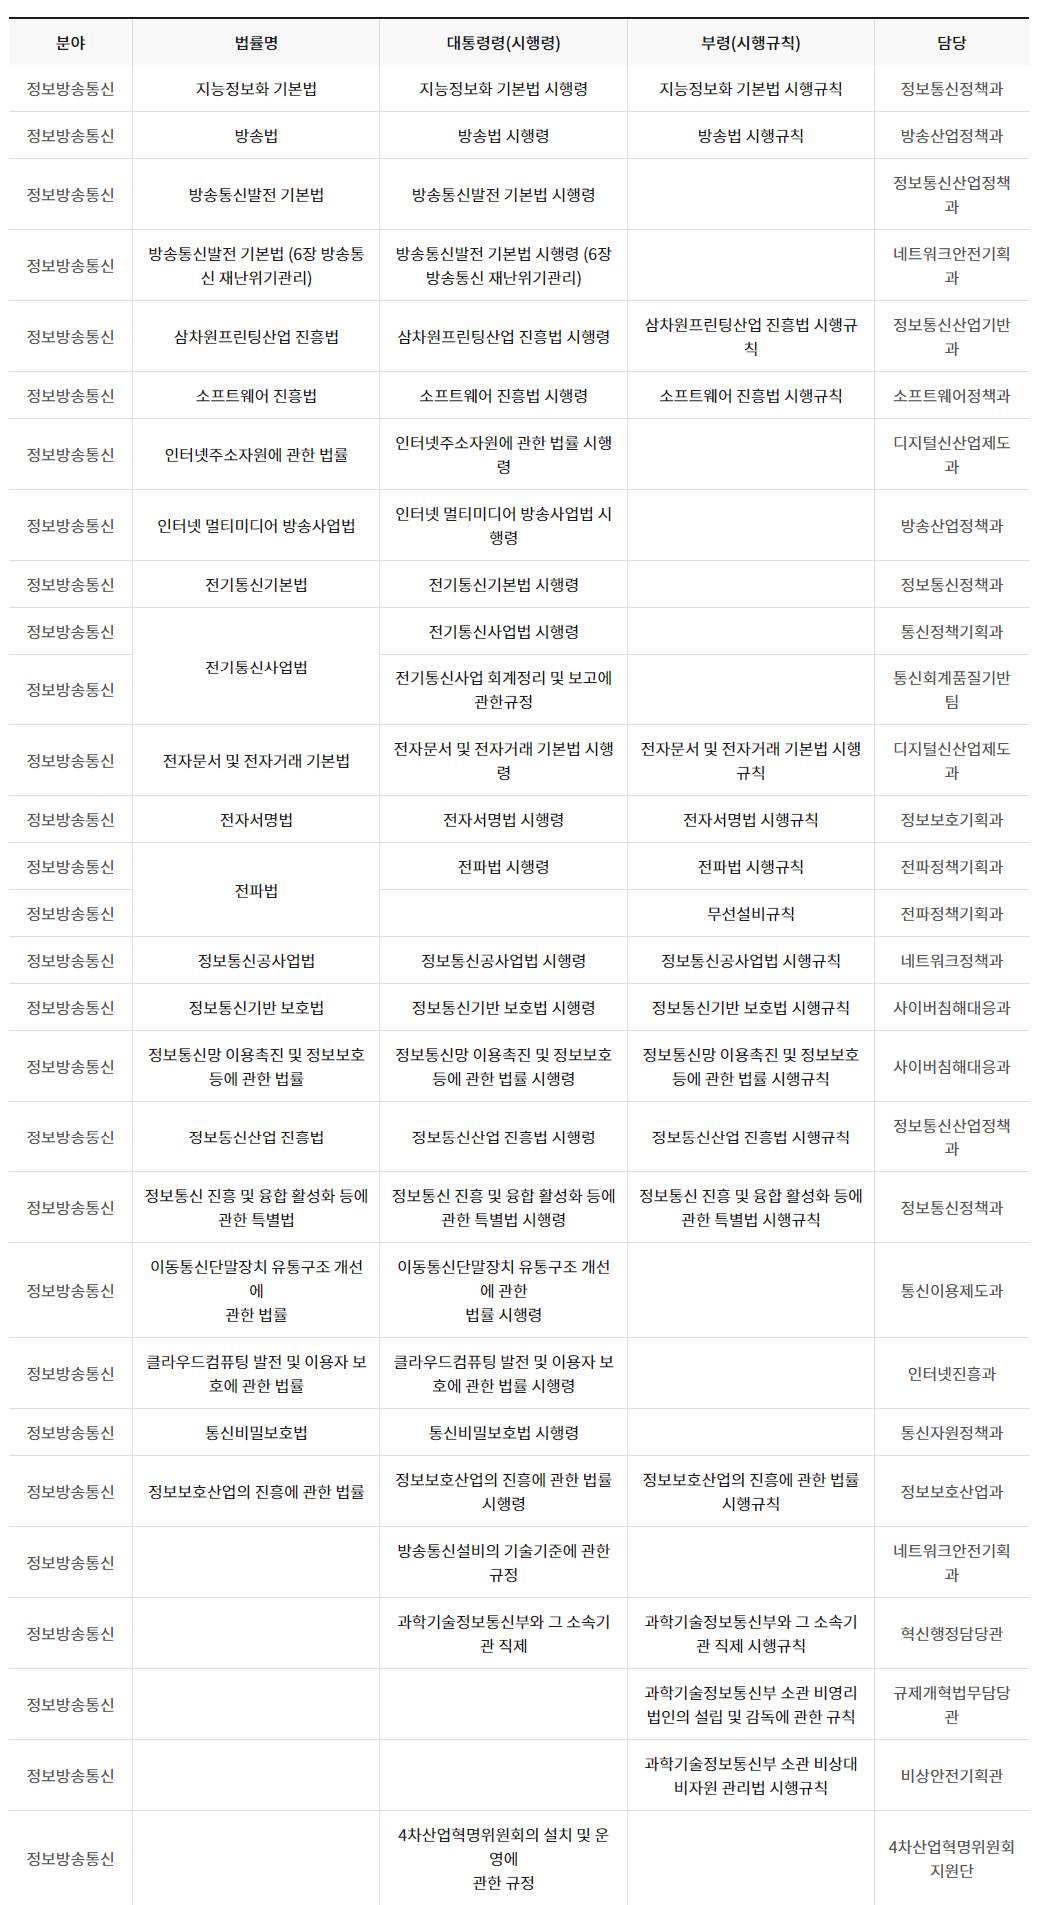 분야 법률명 대통령령(시행령) 부령(시행규칙) 담당
정보방송통신 지능정보화 기본법 지능정보화 기본법 시행령 지능정보화 기본법 시행규칙 정보통신정책과
정보방송통신 방송법 방송법 시행령 방송법 시행규칙 방송산업정책과
정보방송통신 방송통신발전 기본법 방송통신발전 기본법 시행령 정보통신산업정책
과
정보방송통신 방송통신발전 기본법 (6장 방송통
신 재난위기관리)
방송통신발전 기본법 시행령 (6장
방송통신 재난위기관리)
네트워크안전기획
과
정보방송통신 삼차원프린팅산업 진흥법 삼차원프린팅산업 진흥법 시행령 삼차원프린팅산업 진흥법 시행규
칙
정보통신산업기반
과
정보방송통신 소프트웨어 진흥법 소프트웨어 진흥법 시행령 소프트웨어 진흥법 시행규칙 소프트웨어정책과
정보방송통신 인터넷주소자원에 관한 법률 인터넷주소자원에 관한 법률 시행
령
디지털신산업제도
과
정보방송통신 인터넷 멀티미디어 방송사업법 인터넷 멀티미디어 방송사업법 시
행령
방송산업정책과
정보방송통신 전기통신기본법 전기통신기본법 시행령 정보통신정책과
정보방송통신 전기통신사업법 전기통신사업법 시행령 통신정책기획과
정보방송통신 전기통신사업 회계정리 및 보고에
관한규정
통신회계품질기반
팀
정보방송통신 전자문서 및 전자거래 기본법 전자문서 및 전자거래 기본법 시행
령
전자문서 및 전자거래 기본법 시행
규칙
디지털신산업제도
과
정보방송통신 전자서명법 전자서명법 시행령 전자서명법 시행규칙 정보보호기획과
정보방송통신 전파법 전파법 시행령 전파법 시행규칙 전파정책기획과
정보방송통신 무선설비규칙 전파정책기획과
정보방송통신 정보통신공사업법 정보통신공사업법 시행령 정보통신공사업법 시행규칙 네트워크정책과
정보방송통신 정보통신기반 보호법 정보통신기반 보호법 시행령 정보통신기반 보호법 시행규칙 사이버침해대응과
정보방송통신 정보통신망 이용촉진 및 정보보호
등에 관한 법률
정보통신망 이용촉진 및 정보보호
등에 관한 법률 시행령
정보통신망 이용촉진 및 정보보호
등에 관한 법률 시행규칙
사이버침해대응과
정보방송통신 정보통신산업 진흥법 정보통신산업 진흥법 시행렁 정보통신산업 진흥법 시행규칙 정보통신산업정책
과
정보방송통신 정보통신 진흥 및 융합 활성화 등에
관한 특별법
정보통신 진흥 및 융합 활성화 등에
관한 특별법 시행령
정보통신 진흥 및 융합 활성화 등에
관한 특별법 시행규칙
정보통신정책과
정보방송통신 이동통신단말장치 유통구조 개선
에
관한 법률
이동통신단말장치 유통구조 개선
에 관한
법률 시행령
통신이용제도과
정보방송통신 클라우드컴퓨팅 발전 및 이용자 보
호에 관한 법률
클라우드컴퓨팅 발전 및 이용자 보
호에 관한 법률 시행령
인터넷진흥과
정보방송통신 통신비밀보호법 통신비밀보호법 시행령 통신자원정책과
정보방송통신 정보보호산업의 진흥에 관한 법률 정보보호산업의 진흥에 관한 법률
시행령
정보보호산업의 진흥에 관한 법률
시행규칙
정보보호산업과
정보방송통신 방송통신설비의 기술기준에 관한
규정
네트워크안전기획
과
정보방송통신 과학기술정보통신부와 그 소속기
관 직제
과학기술정보통신부와 그 소속기
관 직제 시행규칙
혁신행정담당관
정보방송통신 과학기술정보통신부 소관 비영리
법인의 설립 및 감독에 관한 규칙
규제개혁법무담당
관
정보방송통신 과학기술정보통신부 소관 비상대
비자원 관리법 시행규칙
비상안전기획관
정보방송통신 4차산업혁명위원회의 설치 및 운
영에
관한 규정
4차산업혁명위원회
지원단